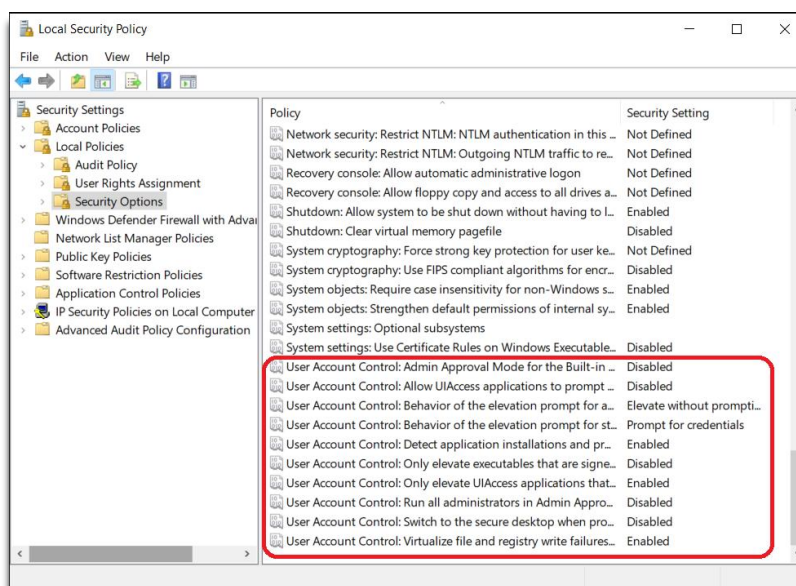 Local Security Policy
File Action View Help
Security Settings
Account Policies
Local Policies
Audit Policy
User Rights Assignment
Security Options
Windows Defender Firewall with Advai
Network List Manager Policies
Public Key Policies
Software Restriction Policies
Application Control Policies
IP Security Policies on Local Computer
Advanced Audit Policy Configuration
Policy Security Setting
Network security: Restrict NTLM: NTLM authentication in this ... Not Defined
Network security: Restrict NTLM: Outgoing NTLM traffic to re... Not Defined
Recovery console: Allow automatic administrative logon Not Defined
Recovery console: Allow floppy copy and access to all drives a... Not Defined
Shutdown: Allow system to be shut down without having to l... Enabled
Shutdown: Clear virtual memory pagefile Disabled
System cryptography: Force strong key protection for user ke... Not Defined
System cryptography: Use FIPS compliant algorithms for encr... Disabled
System objects: Require case insensitivity for non-Windows s... Enabled
System objects: Strengthen default permissions of internal sy... Enabled
System settings: Optional subsystems
System settings: Use Certificate Rules on Windows Executable... Disabled
User Account Control: Admin Approval Mode for the Built-in ... Disabled
User Account Control: Allow UIAccess applications to prompt ... Disabled
User Account Control: Behavior of the elevation prompt for a... Elevate without prompti...
User Account Control: Behavior of the elevation prompt for st... Prompt for credentials
User Account Control: Detect application installations and pr... Enabled
User Account Control: Only elevate executables that are signe... Disabled
User Account Control: Only elevate UIAccess applications that... Enabled
User Account Control: Run all administrators in Admin Appro... Disabled
User Account Control: Switch to the secure desktop when pro... Disabled
User Account Control: Virtualize file and registry write failures... Enabled